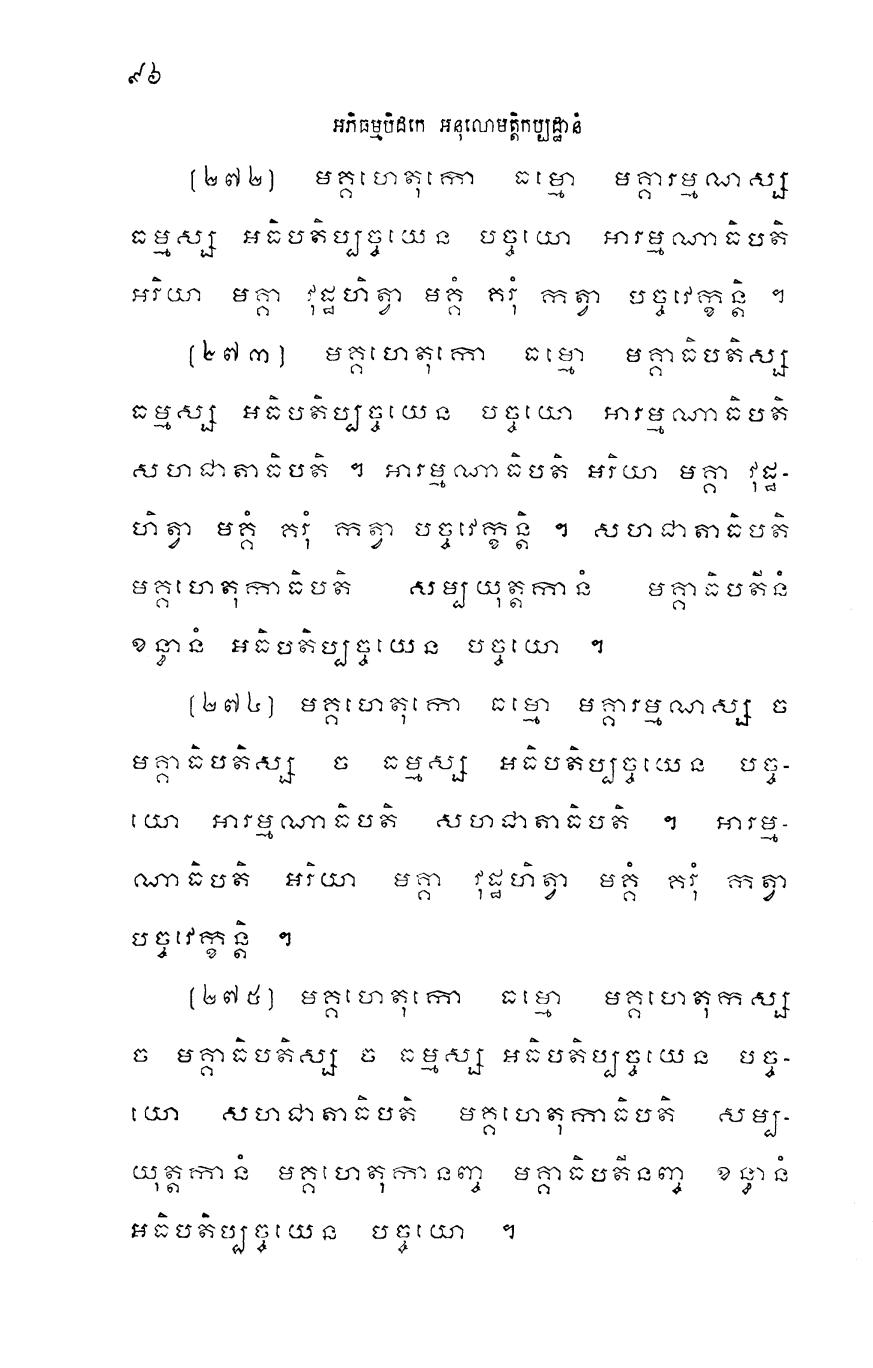 ៩៦
អភិធម្មបិដកេ អនុលោមត្តិកប្បដ្ឋានំ
(២៧២) មគ្គហេតុកោ ធម្មោ មគ្គារម្មណស្ស
ធម្មស្ស អធិបតិប្បច្ចយេន បច្ចយោ អារម្មណាធិបតិ
អរិយា មគ្គា វុដ្ឋហិត្វា មគ្គំ គរុំ កត្វា បច្ចវេក្ខន្តិ ។
(២៧៣) មគ្គហេតុកោ ធម្មោ មគ្គាធិបតិស្ស
ធម្មស្ស អធិបតិប្បច្ចយេន បច្ចយោ អារម្មណាធិបតិ
សហជាតាធិបតិ ។ អារម្មណាធិបតិ អរិយា មគ្គា វុដ្ឋ-
ហិត្វា មគ្គំ គរុំ កត្វា បច្ចវេក្ខន្តិ ។ សហជាតាធិបតិ
មគ្គហេតុកាធិបតិ សម្បយុត្តកានំ មគ្គាធិបតីនំ
ខន្ធានំ អធិបតិប្បច្ចយេន បច្ចយោ ។
(២៧៤) មគ្គហេតុកោ ធម្មោ មគ្គារម្មណស្ស ច
មគ្គាធិបតិស្ស ច ធម្មស្ស អធិបតិប្បច្ចយេន បច្ច-
យោ អារម្មណាធិបតិ សហជាតាធិបតិ ។ អារម្ម-
ណាធិបតិ អរិយា មគ្គា វុដ្ឋហិត្វា មគ្គំ គរុំ កត្វា
បច្ចវេក្ខន្តិ ។
(២៧៥) មគ្គហេតុកោ ធម្មោ មគ្គហេតុកស្ស
ច មគ្គាធិបតិស្ស ច ធម្មស្ស អធិបតិប្បច្ចយេន បច្ច-
យោ សហជាតាធិបតិ មគ្គហេតុកាធិបតិ សម្ប-
យុត្តកានំ មគ្គហេតុកានញ្ច មគ្គាធិបតីនញ្ច ខន្ធានំ
អធិបតិប្បច្ចយេន បច្ចយោ ។